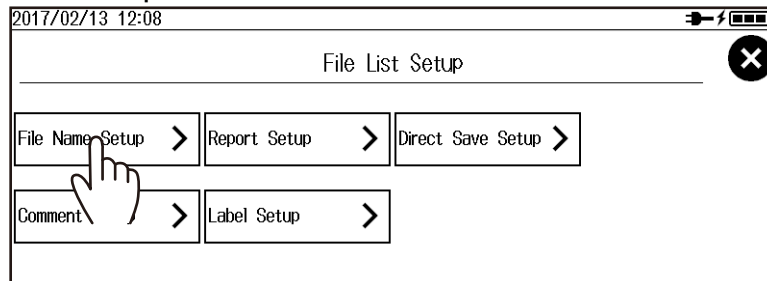 2017/02/13 12:08
File List Setup
File Name Setup
Report Setup
Direct Save Setup
Comment
Label Setup